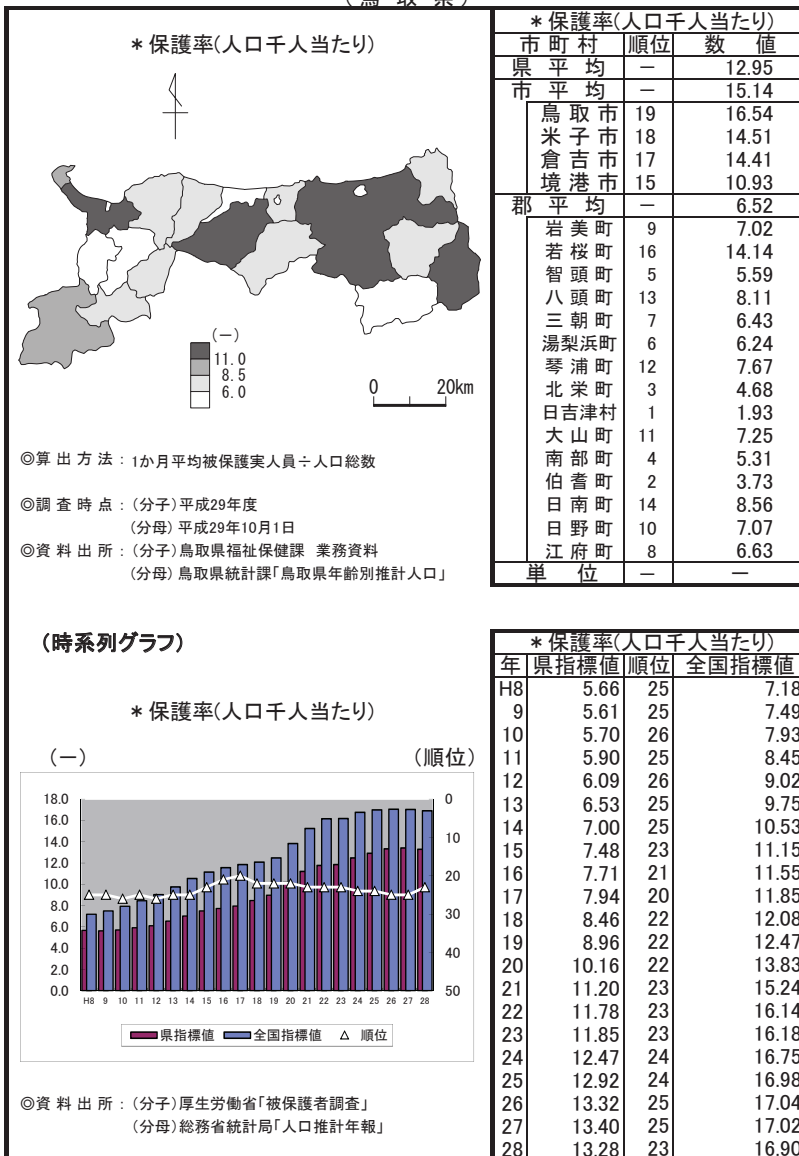 (鳥 取 県)
*保護率(人口千人当たり)
(-)
11.0
8.5
6.0
0 20km
◎算出方法:1か月平均被保護実人員÷人口総数
◎調査時点:(分子)平成29年度
(分母)平成29年10月1日
◎資料出所:(分子)鳥取県福祉保健課 業務資料
(分母)鳥取県統計課「鳥取県年齢別推計人口」
*保護率(人口千人当たり)
市町村 順位 数 値
県 平 均 - 12.95
市 平 均 - 15.14
鳥取市 19 16.54
米子市 18 14.51
倉吉市 17 14.41
境港市 15 10.93
郡 平 均 - 6.52
岩美町 9 7.02
若桜町 16 14.14
智頭町 5 5.59
八頭町 13 8.11
三朝町 7 6.43
湯梨浜町 6 6.24
琴浦町 12 7.67
北栄町 3 4.68
日吉津村 1 1.93
大山町 11 7.25
南部町 4 5.31
伯耆町 2 3.73
日南町 14 8.56
日野町 10 7.07
江府町 8 6.63
単 位 - -
(時系列グラフ)
*保護率(人口千人当たり)
(-) (順位)
18.0 0
16.0
14.0 10
12.0
10.0 20
8.0 30
6.0
4.0 40
2.0
0.0 50
H8 9 10 11 12 13 14 15 16 17 18 19 20 21 22 23 24 25 26 27 28
県指標値 全国指標値 △ 順位
◎資料出所:(分子)厚生労働省「被保護者調査」
(分母)総務省統計局「人口推計年報」
*保護率(人口千人当たり)
年 県指標値 順位 全国指標値
H8 5.66 25 7.18
9 5.61 25 7.49
10 5.70 26 7.93
11 5.90 25 8.45
12 6.09 26 9.02
13 6.53 25 9.75
14 7.00 25 10.53
15 7.48 23 11.15
16 7.71 21 11.55
17 7.94 20 11.85
18 8.46 22 12.08
19 8.96 22 12.47
20 10.16 22 13.83
21 11.20 23 15.24
22 11.78 23 16.14
23 11.85 23 16.18
24 12.47 24 16.75
25 12.92 24 16.98
26 13.32 25 17.04
27 13.40 25 17.02
28 13.28 23 16.90